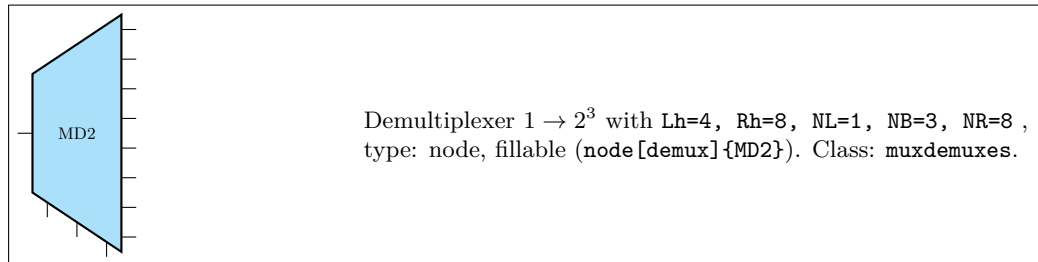 MD2
Demultiplexer 1 → 2³ with Lh=4, Rh=8, NL=1, NB=3, NR=8 ,
type: node, fillable (node[demux]{MD2}). Class: muxdemuxes.